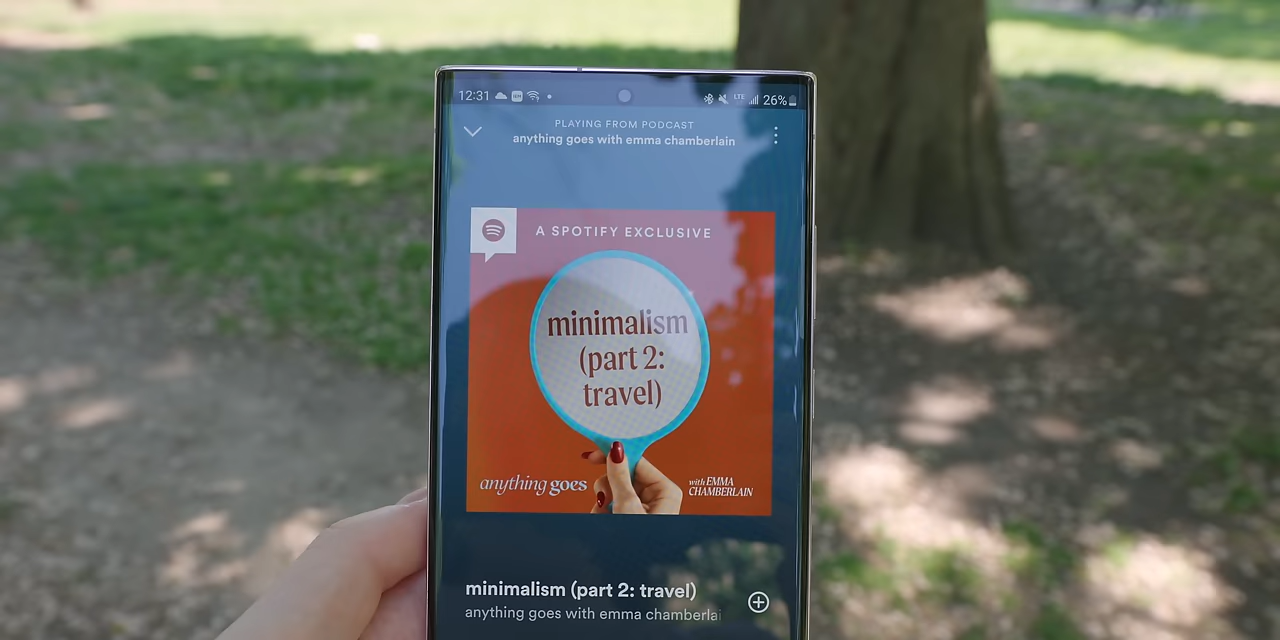 12:31
LTE 26%
PLAYING FROM PODCAST
anything goes with emma chamberlain
A SPOTIFY EXCLUSIVE
minimalism
(part 2:
travel)
anything goes
with EMMA
CHAMBERLAIN
minimalism (part 2: travel)
anything goes with emma chamberlai